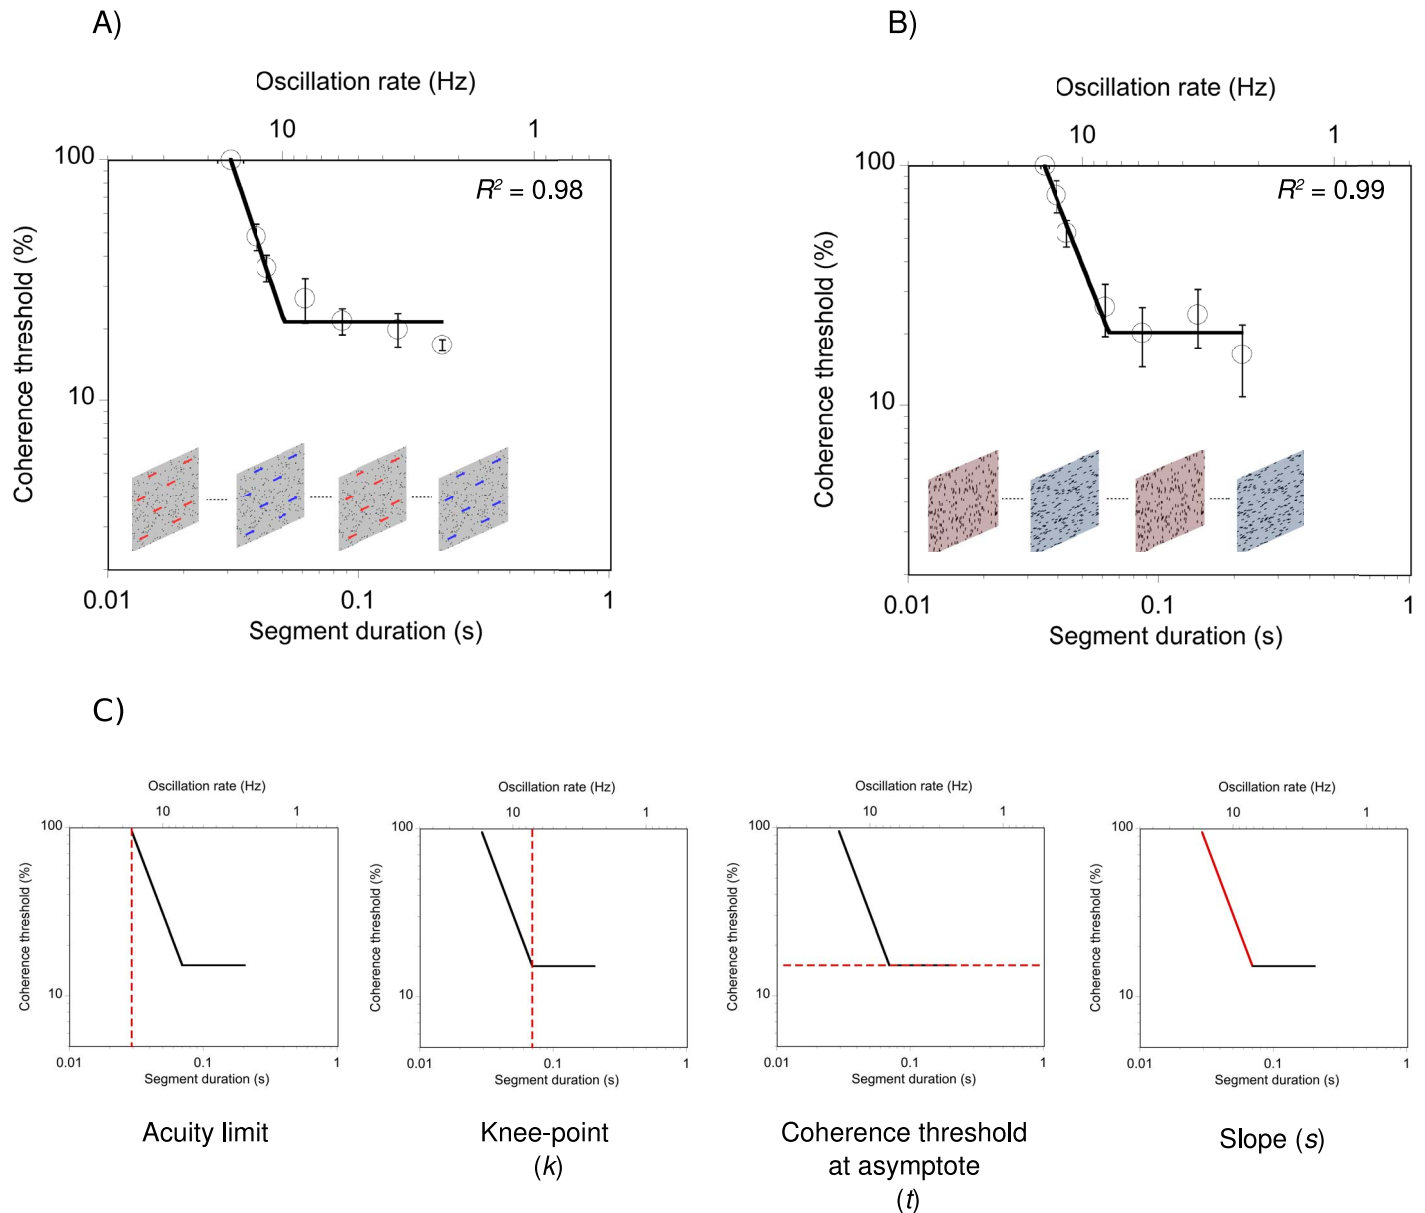 A)
Oscillation rate (Hz)
10
1
100
R² = 0.98
Coherence threshold (%)
10
0.01
0.1
1
Segment duration (s)
B)
Oscillation rate (Hz)
10
1
100
R² = 0.99
Coherence threshold (%)
10
0.01
0.1
1
Segment duration (s)
C)
Oscillation rate (Hz)
10
1
100
Coherence threshold (%)
10
0.01
0.1
1
Segment duration (s)
Acuity limit
Oscillation rate (Hz)
10
1
100
Coherence threshold (%)
10
0.01
0.1
1
Segment duration (s)
Knee-point
(k)
Oscillation rate (Hz)
10
1
100
Coherence threshold (%)
10
0.01
0.1
1
Segment duration (s)
Coherence threshold
at asymptote
(t)
Oscillation rate (Hz)
10
1
100
Coherence threshold (%)
10
0.01
0.1
1
Segment duration (s)
Slope (s)